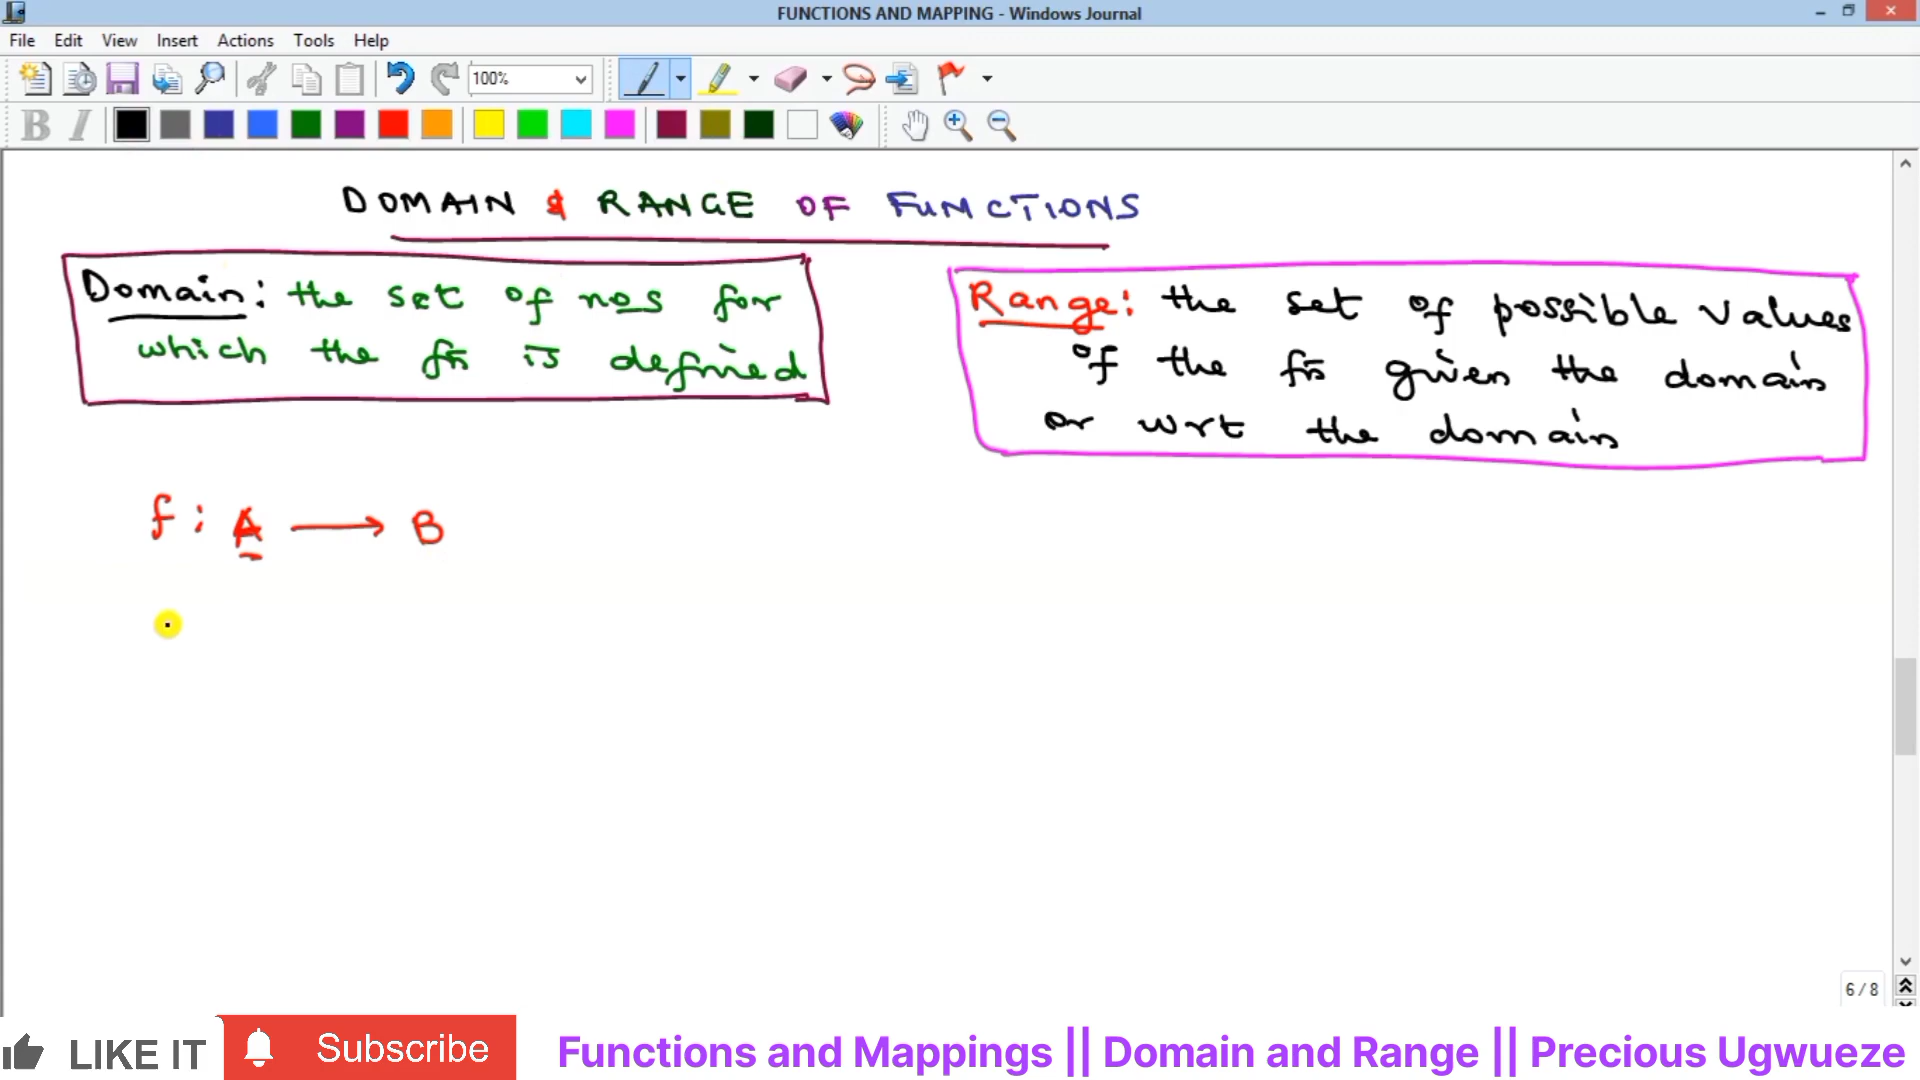 FUNCTIONS AND MAPPING - Windows Journal
File Edit View Insert Actions Tools Help
100%
B I
DOMAIN & RANGE OF FUNCTIONS
Domain: the set of nos for
which the fn is defined
Range: the set of possible values
of the fn given the domain
or wrt the domain
f : A → B
6 / 8
LIKE IT
Subscribe
Functions and Mappings || Domain and Range || Precious Ugwueze